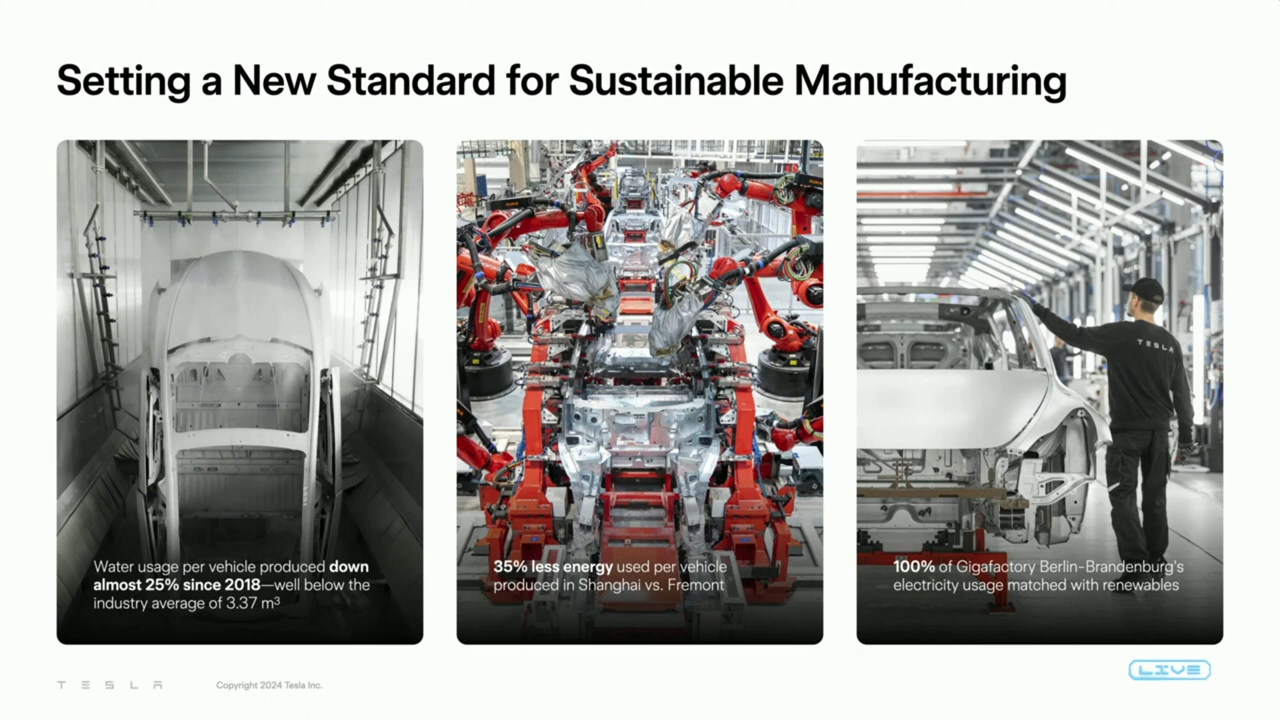 Setting a New Standard for Sustainable Manufacturing
Water usage per vehicle produced down
almost 25% since 2018—well below the
industry average of 3.37 m³
35% less energy used per vehicle
produced in Shanghai vs. Fremont
TESLA
100% of Gigafactory Berlin-Brandenburg's
electricity usage matched with renewables
TESLA
Copyright 2024 Tesla Inc.
LIVE